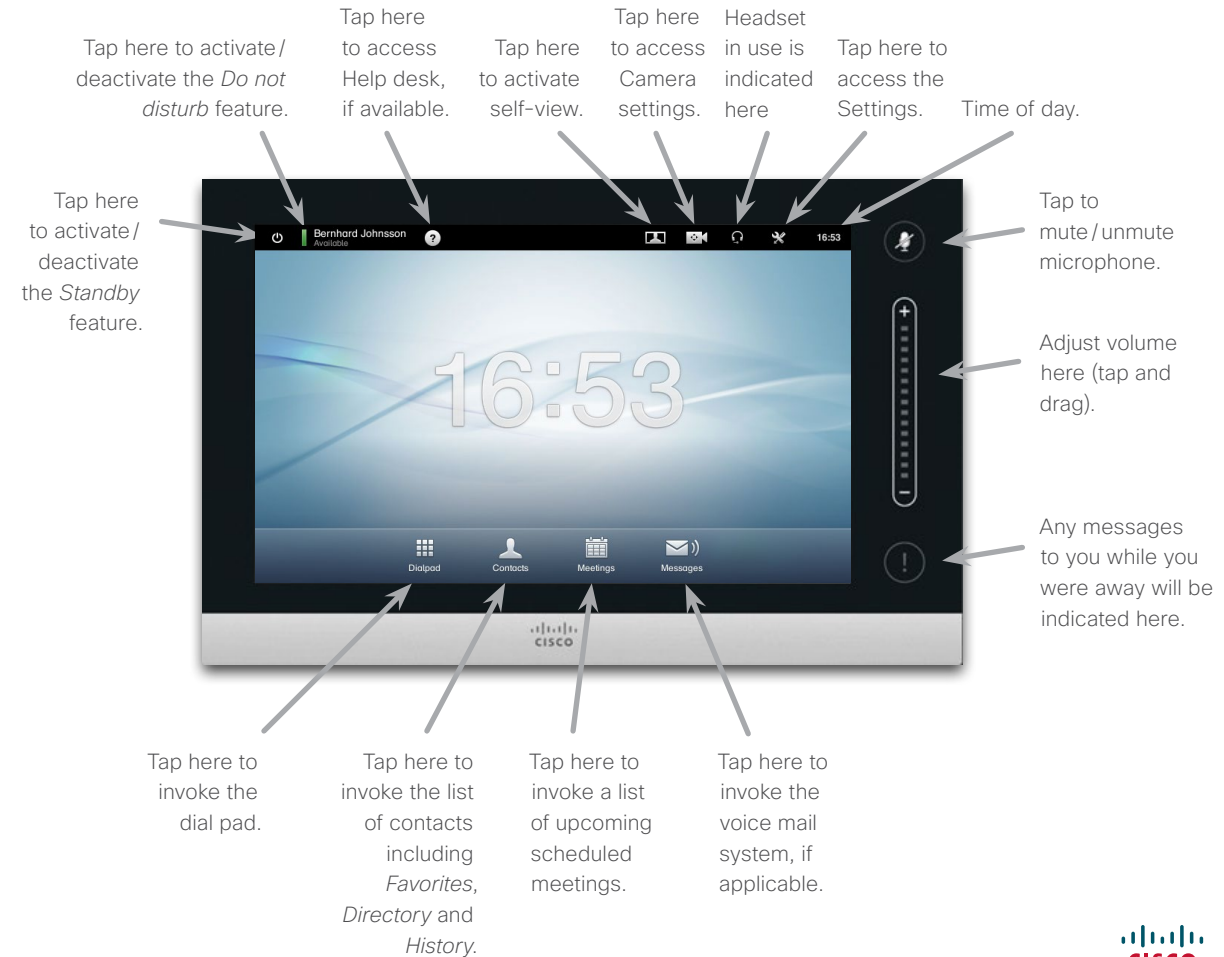 Tap here to activate/
deactivate the Do not
disturb feature.
Tap here
to access
Help desk,
if available.
Tap here
to activate
self-view.
Tap here
to access
Camera
settings.
Headset
in use is
indicated
here
Tap here to
access the
Settings.
Time of day.
Tap here
to activate/
deactivate
the Standby
feature.
Bernhard Johnsson
Available
?
16:53
16:53
Dialpad
Contacts
Meetings
Messages
+
−
!
CISCO
Tap to
mute/unmute
microphone.
Adjust volume
here (tap and
drag).
Any messages
to you while you
were away will be
indicated here.
Tap here to
invoke the
dial pad.
Tap here to
invoke the list
of contacts
including
Favorites,
Directory and
History.
Tap here to
invoke a list
of upcoming
scheduled
meetings.
Tap here to
invoke the
voice mail
system, if
applicable.
CISCO